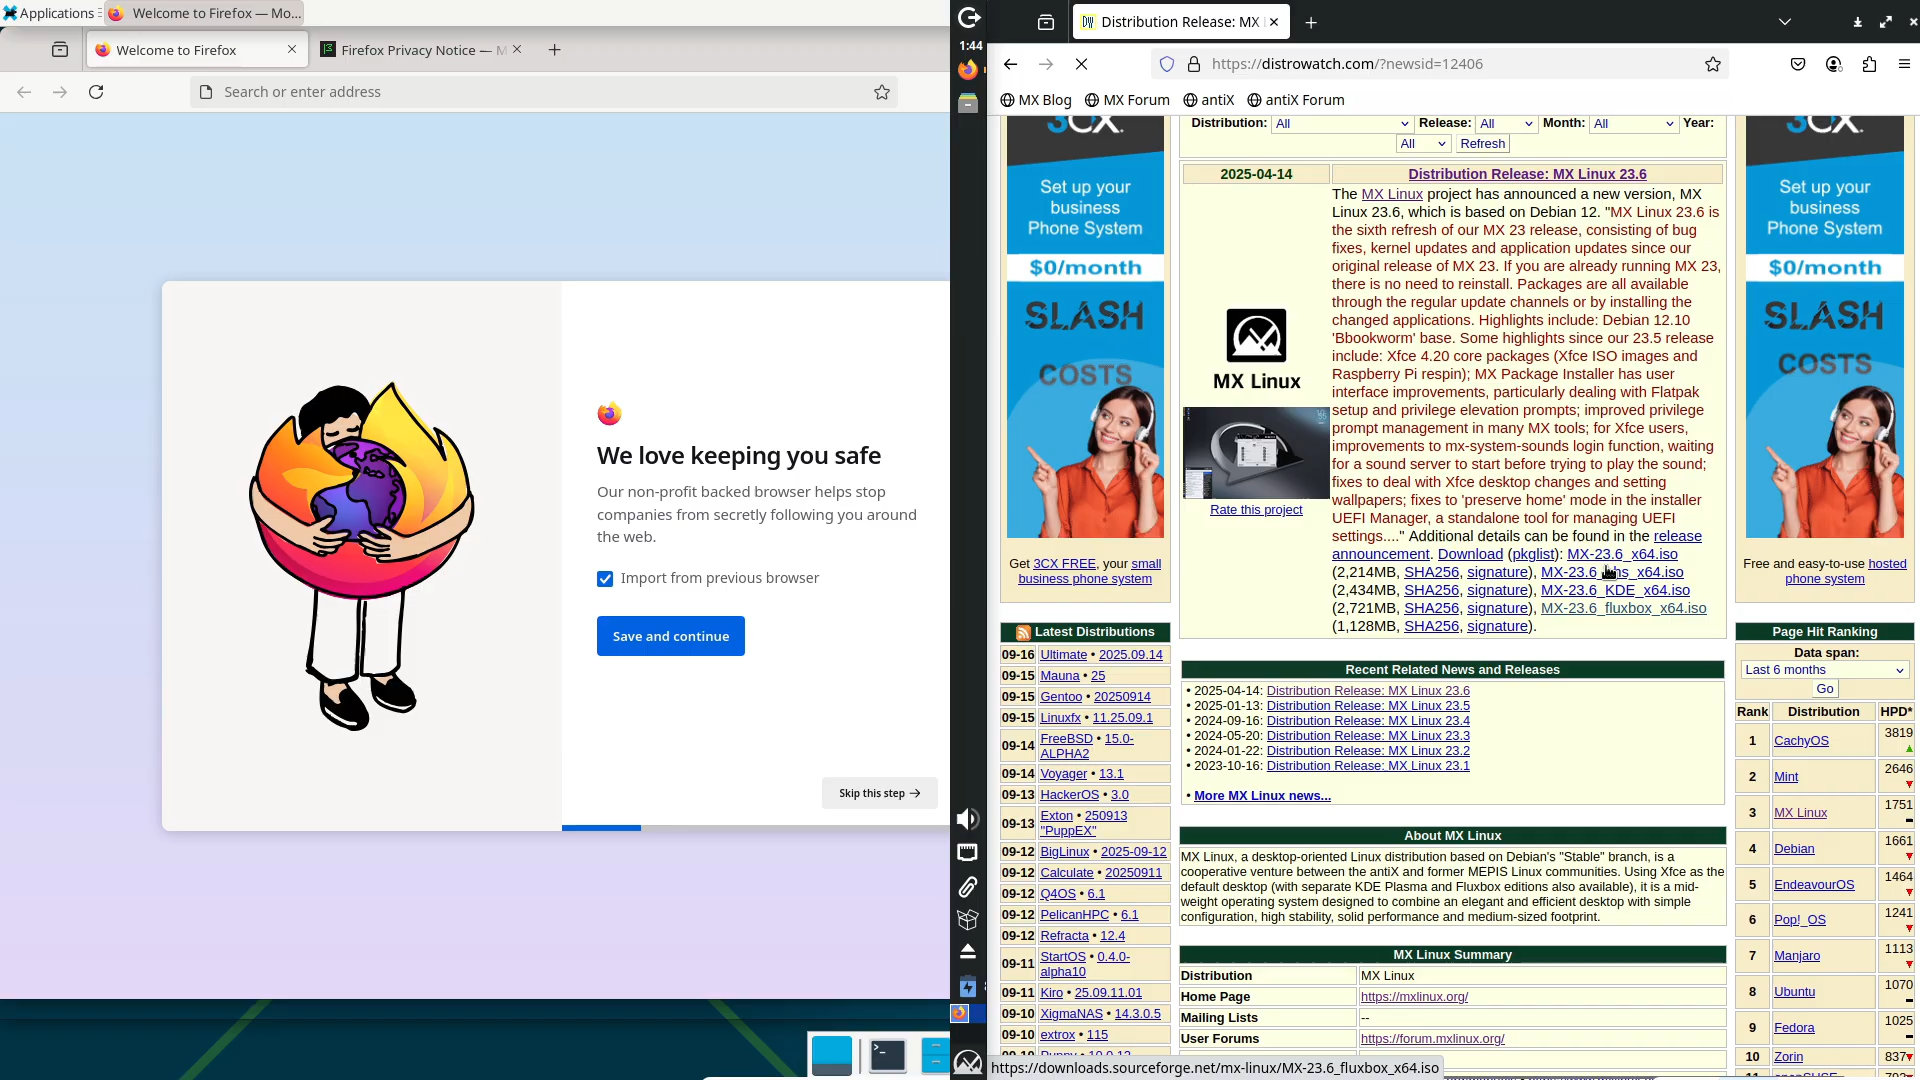 Applications
Welcome to Firefox — Mo...
Welcome to Firefox
Firefox Privacy Notice — M
Search or enter address
We love keeping you safe
Our non-profit backed browser helps stop
companies from secretly following you around
the web.
Import from previous browser
Save and continue
Skip this step →
1:44
Distribution Release: MX
https://distrowatch.com/?newsid=12406
MX Blog
MX Forum
antiX
antiX Forum
3CX.
Set up your
business
Phone System
$0/month
SLASH
COSTS
Get 3CX FREE, your small
business phone system
Distribution: All Release: All Month: All Year:
All Refresh
2025-04-14
Distribution Release: MX Linux 23.6
MX Linux
Rate this project
The MX Linux project has announced a new version, MX
Linux 23.6, which is based on Debian 12. "MX Linux 23.6 is
the sixth refresh of our MX 23 release, consisting of bug
fixes, kernel updates and application updates since our
original release of MX 23. If you are already running MX 23,
there is no need to reinstall. Packages are all available
through the regular update channels or by installing the
changed applications. Highlights include: Debian 12.10
'Bbookworm' base. Some highlights since our 23.5 release
include: Xfce 4.20 core packages (Xfce ISO images and
Raspberry Pi respin); MX Package Installer has user
interface improvements, particularly dealing with Flatpak
setup and privilege elevation prompts; improved privilege
prompt management in many MX tools; for Xfce users,
improvements to mx-system-sounds login function, waiting
for a sound server to start before trying to play the sound;
fixes to deal with Xfce desktop changes and setting
wallpapers; fixes to 'preserve home' mode in the installer
UEFI Manager, a standalone tool for managing UEFI
settings...." Additional details can be found in the release
announcement. Download (pkglist): MX-23.6_x64.iso
(2,214MB, SHA256, signature), MX-23.6_ hs_x64.iso
(2,434MB, SHA256, signature), MX-23.6_KDE_x64.iso
(2,721MB, SHA256, signature), MX-23.6_fluxbox_x64.iso
(1,128MB, SHA256, signature).
3CX.
Set up your
business
Phone System
$0/month
SLASH
COSTS
Free and easy-to-use hosted
phone system
Latest Distributions
09-16 Ultimate • 2025.09.14
09-15 Mauna • 25
09-15 Gentoo • 20250914
09-15 Linuxfx • 11.25.09.1
09-14 FreeBSD • 15.0-
ALPHA2
09-14 Voyager • 13.1
09-13 HackerOS • 3.0
09-13 Exton • 250913
"PuppEX"
09-12 BigLinux • 2025-09-12
09-12 Calculate • 20250911
09-12 Q4OS • 6.1
09-12 PelicanHPC • 6.1
09-12 Refracta • 12.4
09-11 StartOS • 0.4.0-
alpha10
09-11 Kiro • 25.09.11.01
09-10 XigmaNAS • 14.3.0.5
09-10 extrox • 115
Recent Related News and Releases
• 2025-04-14: Distribution Release: MX Linux 23.6
• 2025-01-13: Distribution Release: MX Linux 23.5
• 2024-09-16: Distribution Release: MX Linux 23.4
• 2024-05-20: Distribution Release: MX Linux 23.3
• 2024-01-22: Distribution Release: MX Linux 23.2
• 2023-10-16: Distribution Release: MX Linux 23.1
• More MX Linux news...
About MX Linux
MX Linux, a desktop-oriented Linux distribution based on Debian's "Stable" branch, is a
cooperative venture between the antiX and former MEPIS Linux communities. Using Xfce as the
default desktop (with separate KDE Plasma and Fluxbox editions also available), it is a mid-
weight operating system designed to combine an elegant and efficient desktop with simple
configuration, high stability, solid performance and medium-sized footprint.
MX Linux Summary
Distribution MX Linux
Home Page https://mxlinux.org/
Mailing Lists --
User Forums https://forum.mxlinux.org/
Page Hit Ranking
Data span:
Last 6 months
Go
Rank Distribution HPD*
1 CachyOS 3819
2 Mint 2646
3 MX Linux 1751
4 Debian 1661
5 EndeavourOS 1464
6 Pop!_OS 1241
7 Manjaro 1113
8 Ubuntu 1070
9 Fedora 1025
10 Zorin 837
https://downloads.sourceforge.net/mx-linux/MX-23.6_fluxbox_x64.iso